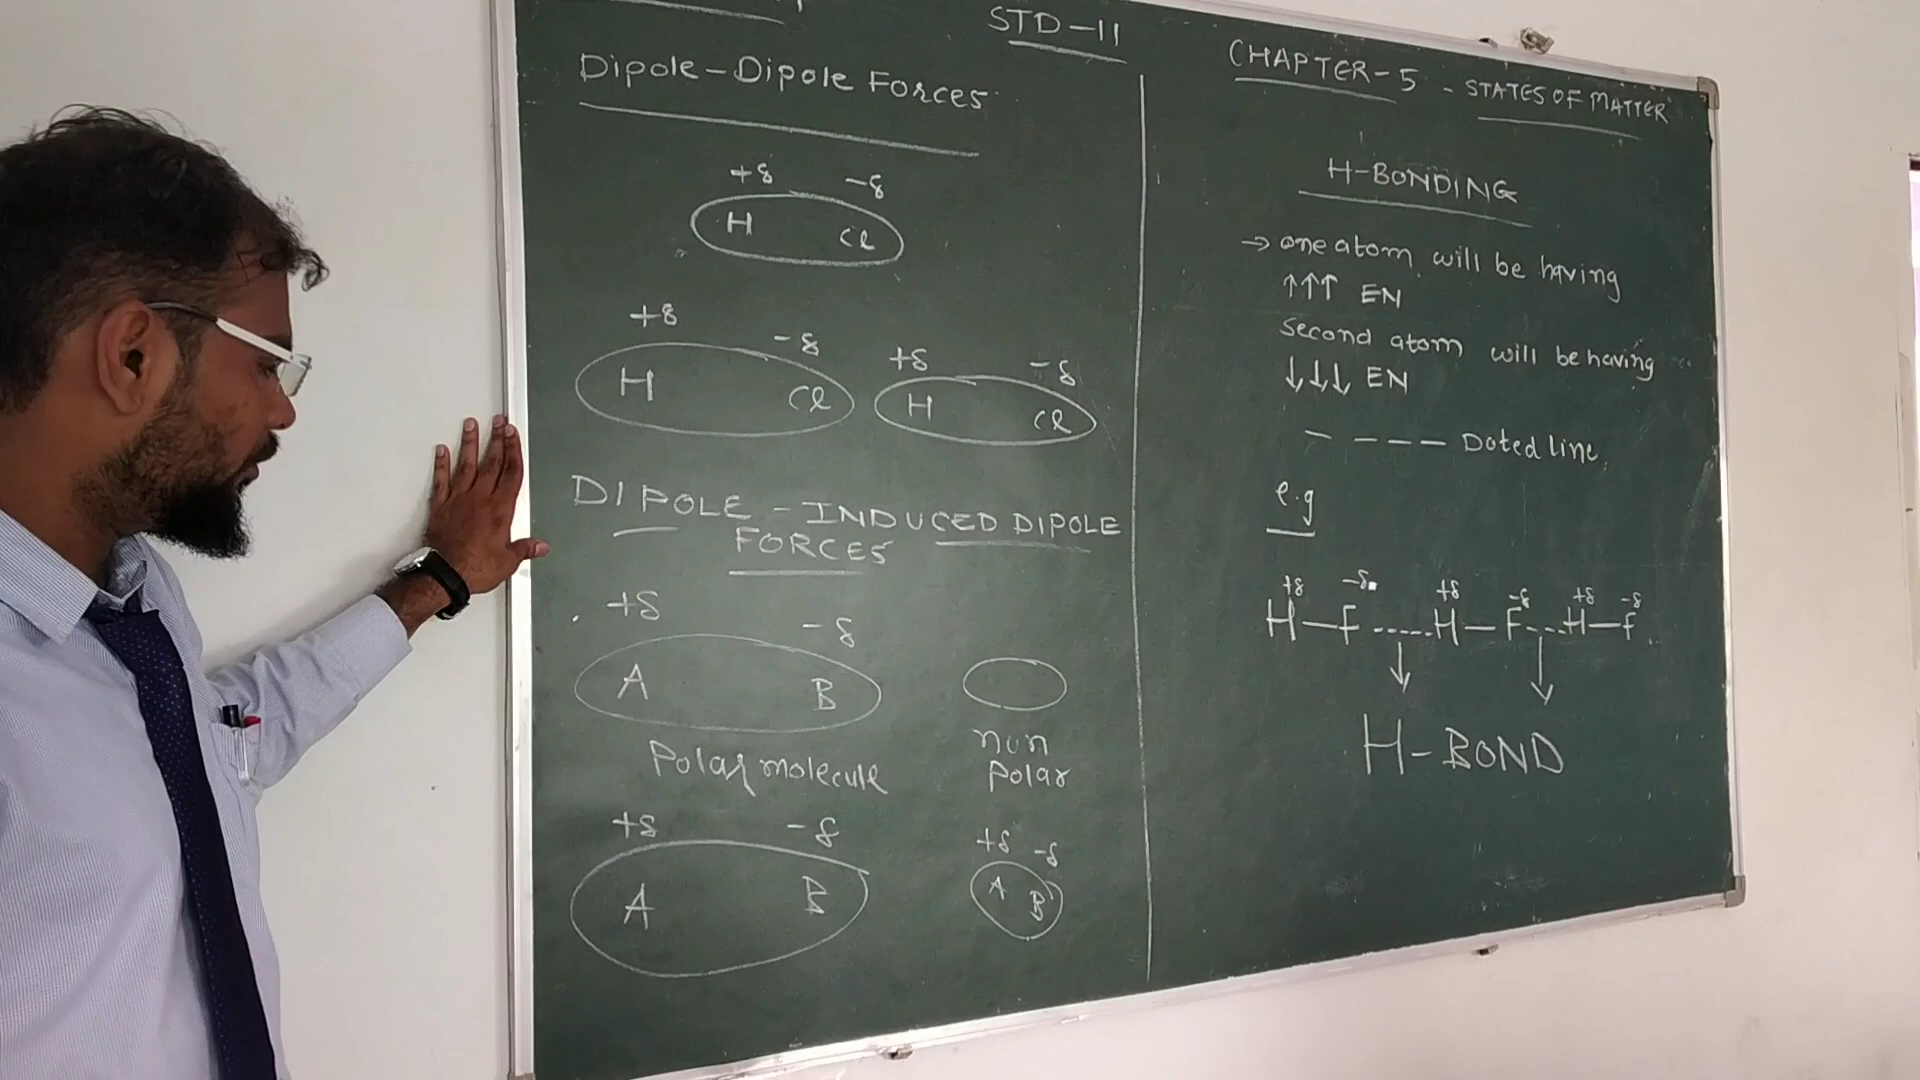 STD-11
CHAPTER-5 - STATES OF MATTER
Dipole-Dipole Forces
+δ -δ
H Cl
+δ -δ +δ -δ
H Cl H Cl
DIPOLE - INDUCED DIPOLE
FORCES
+δ -δ
A B
Polar molecule
non
Polar
+δ -δ +δ -δ
A B A B
H-BONDING
→ one atom will be having
↑↑↑ EN
Second atom will be having
↓↓↓ EN
- - - - - Doted line
e.g
+δ -δ +δ -δ +δ -δ
H-F.....H-F-...H-F..
↓ ↓
H-BOND